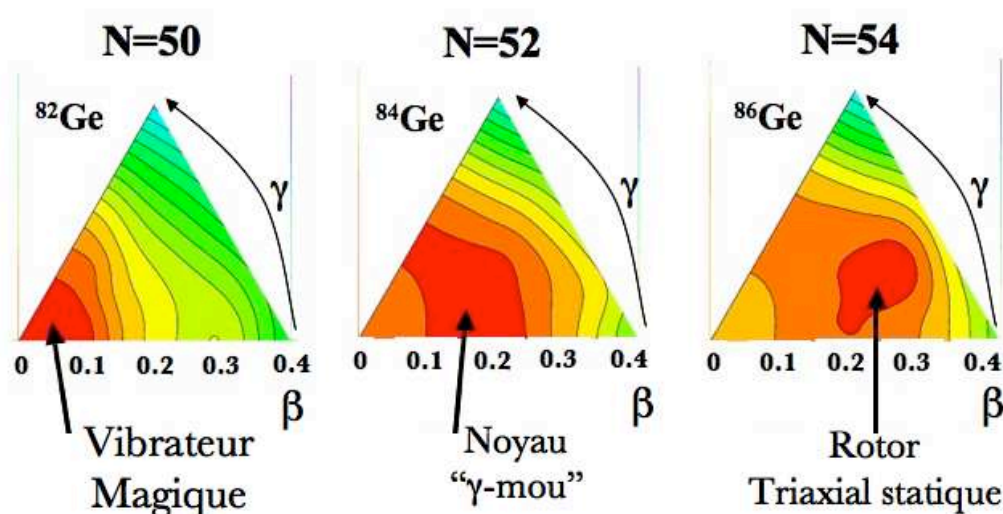 N=50
N=52
N=54
⁸²Ge
⁸⁴Ge
⁸⁶Ge
γ
γ
γ
0 0.1 0.2 0.3 0.4
0 0.1 0.2 0.3 0.4
0 0.1 0.2 0.3 0.4
β
β
β
Vibrateur
Magique
Noyau
“γ-mou”
Rotor
Triaxial statique